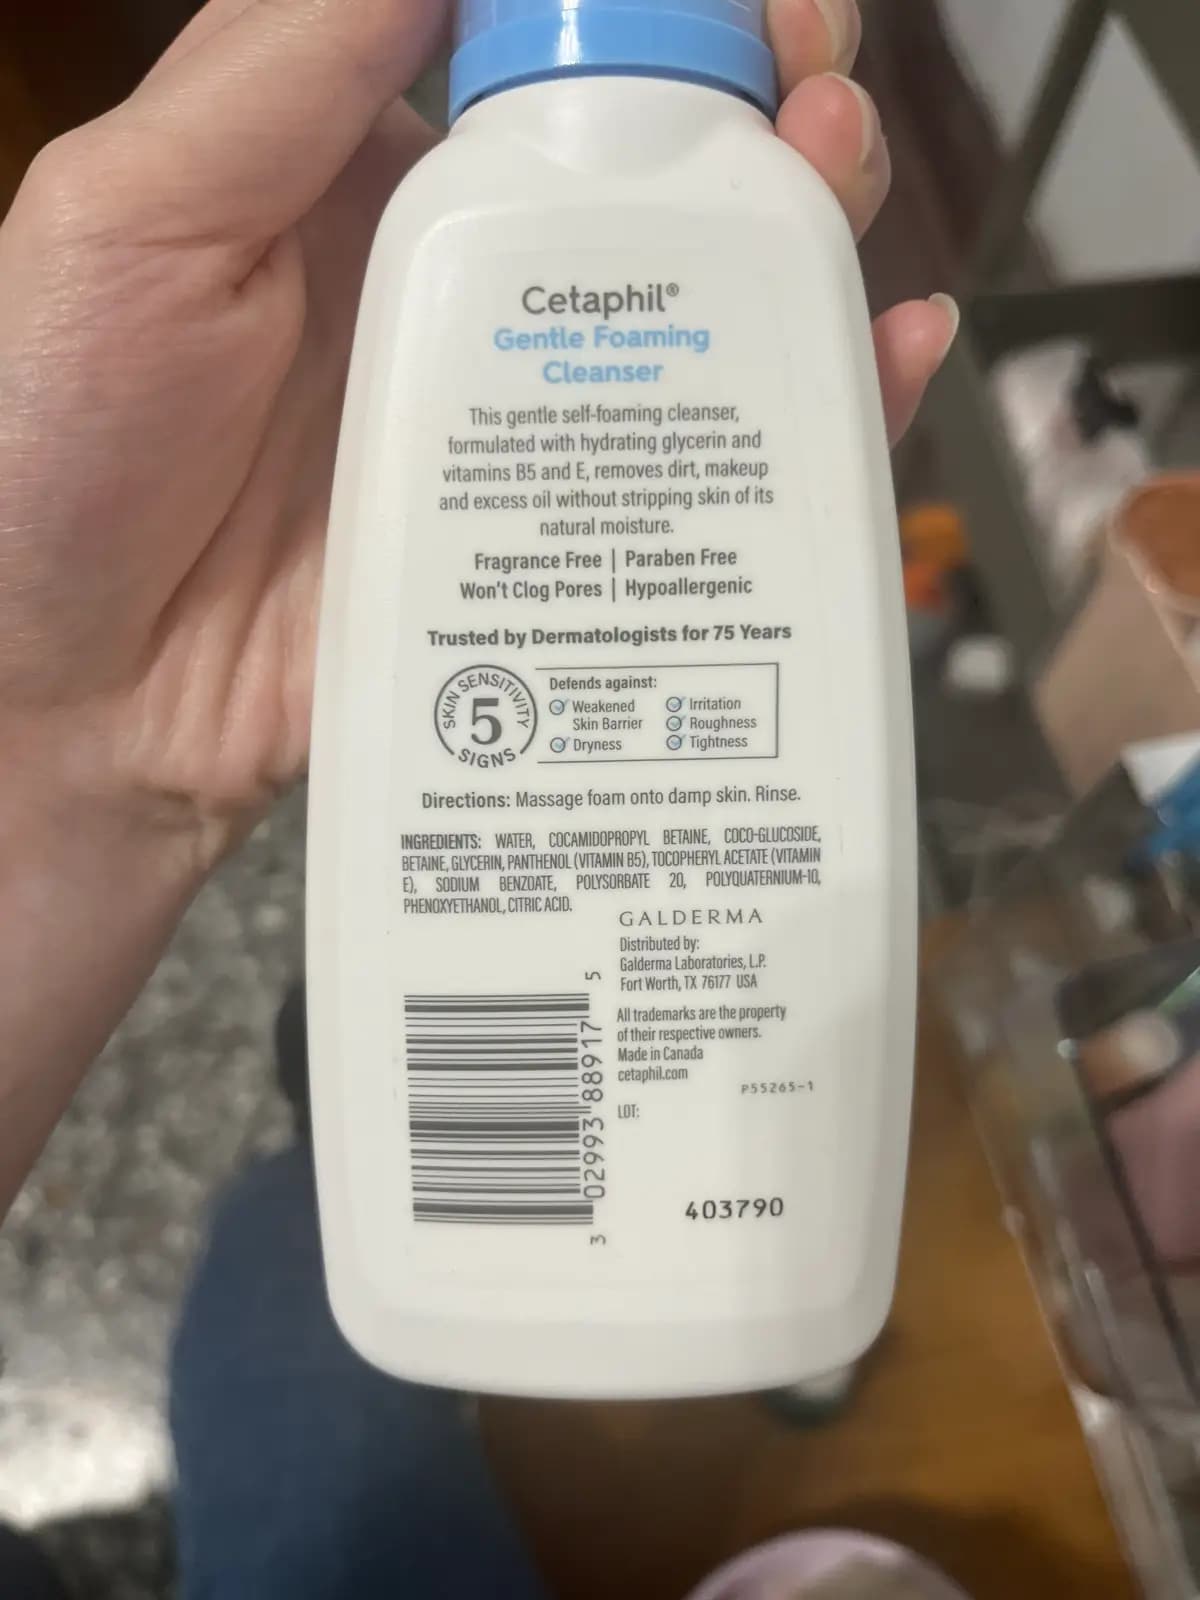 Cetaphil®
Gentle Foaming
Cleanser
This gentle self-foaming cleanser,
formulated with hydrating glycerin and
vitamins B5 and E, removes dirt, makeup
and excess oil without stripping skin of its
natural moisture.
Fragrance Free | Paraben Free
Won't Clog Pores | Hypoallergenic
Trusted by Dermatologists for 75 Years
SKIN SENSITIVITY
5
SIGNS
Defends against:
Weakened
Skin Barrier
Dryness
Irritation
Roughness
Tightness
Directions: Massage foam onto damp skin. Rinse.
INGREDIENTS: WATER, COCAMIDOPROPYL BETAINE, COCO-GLUCOSIDE,
BETAINE, GLYCERIN, PANTHENOL (VITAMIN B5), TOCOPHERYL ACETATE (VITAMIN
E), SODIUM BENZOATE, POLYSORBATE 20, POLYQUATERNIUM-10,
PHENOXYETHANOL, CITRIC ACID.
GALDERMA
Distributed by:
Galderma Laboratories, L.P.
Fort Worth, TX 76177 USA
All trademarks are the property
of their respective owners.
Made in Canada
cetaphil.com
P55265-1
LOT:
403790
3 02993 88917 5